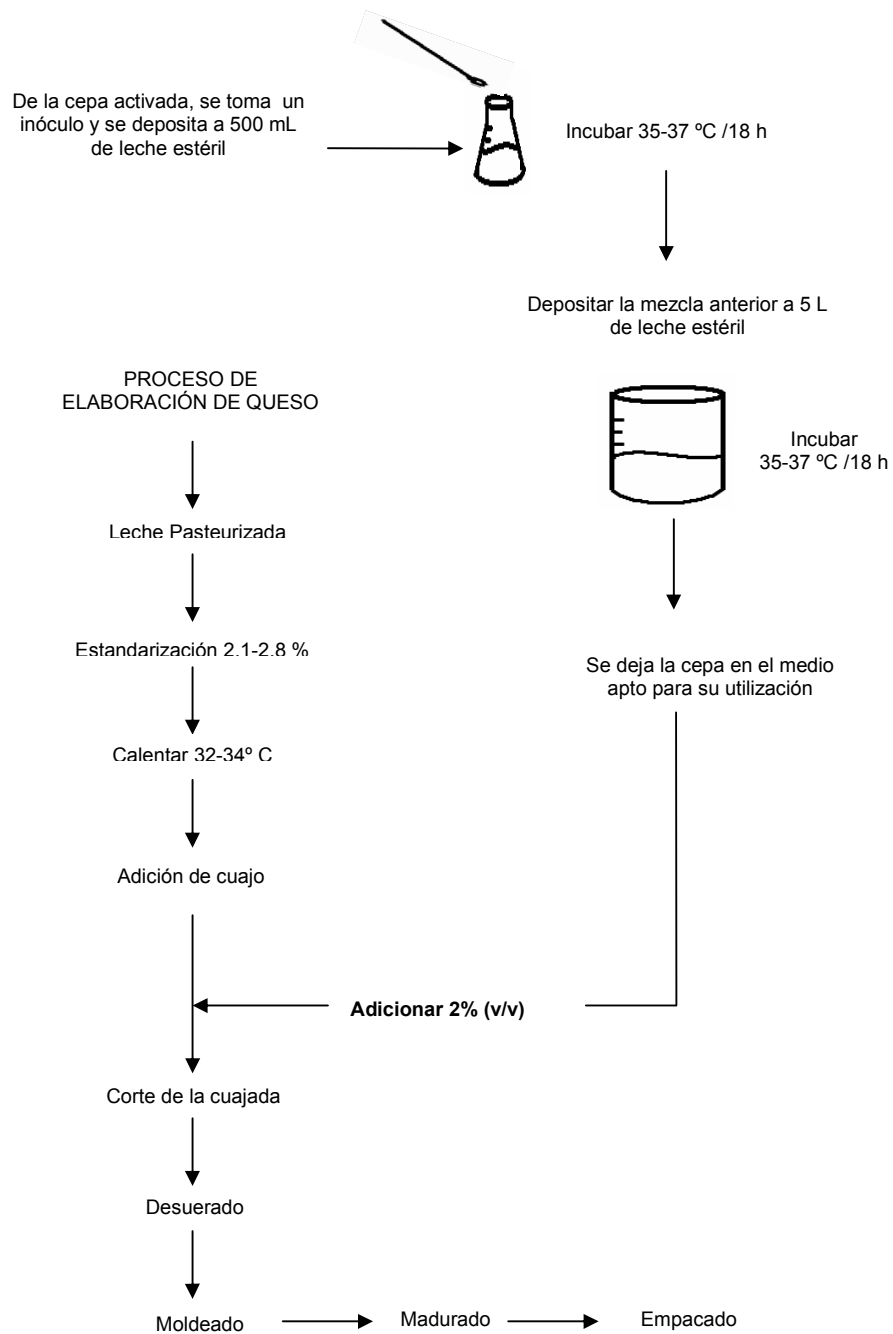 De la cepa activada, se toma un
inóculo y se deposita a 500 mL
de leche estéril
Incubar 35-37 ºC /18 h
Depositar la mezcla anterior a 5 L
de leche estéril
Incubar
35-37 ºC /18 h
Se deja la cepa en el medio
apto para su utilización
PROCESO DE
ELABORACIÓN DE QUESO
Leche Pasteurizada
Estandarización 2.1-2.8 %
Calentar 32-34º C
Adición de cuajo
Adicionar 2% (v/v)
Corte de la cuajada
Desuerado
Moldeado
Madurado
Empacado